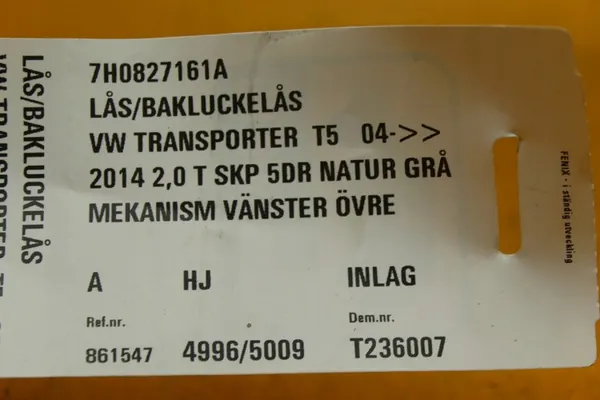 7H0827161A
LÅS/BAKLUCKELÅS
VW TRANSPORTER T5 04->>
2014 2,0 T SKP 5DR NATUR GRÅ
MEKANISM VÄNSTER ÖVRE
A HJ INLAG
Ref.nr. Dem.nr.
861547 4996/5009 T236007
LÅS/BAKLUCKELÅS
VW TRANSPORTER
FENIX - i ständig utveckling